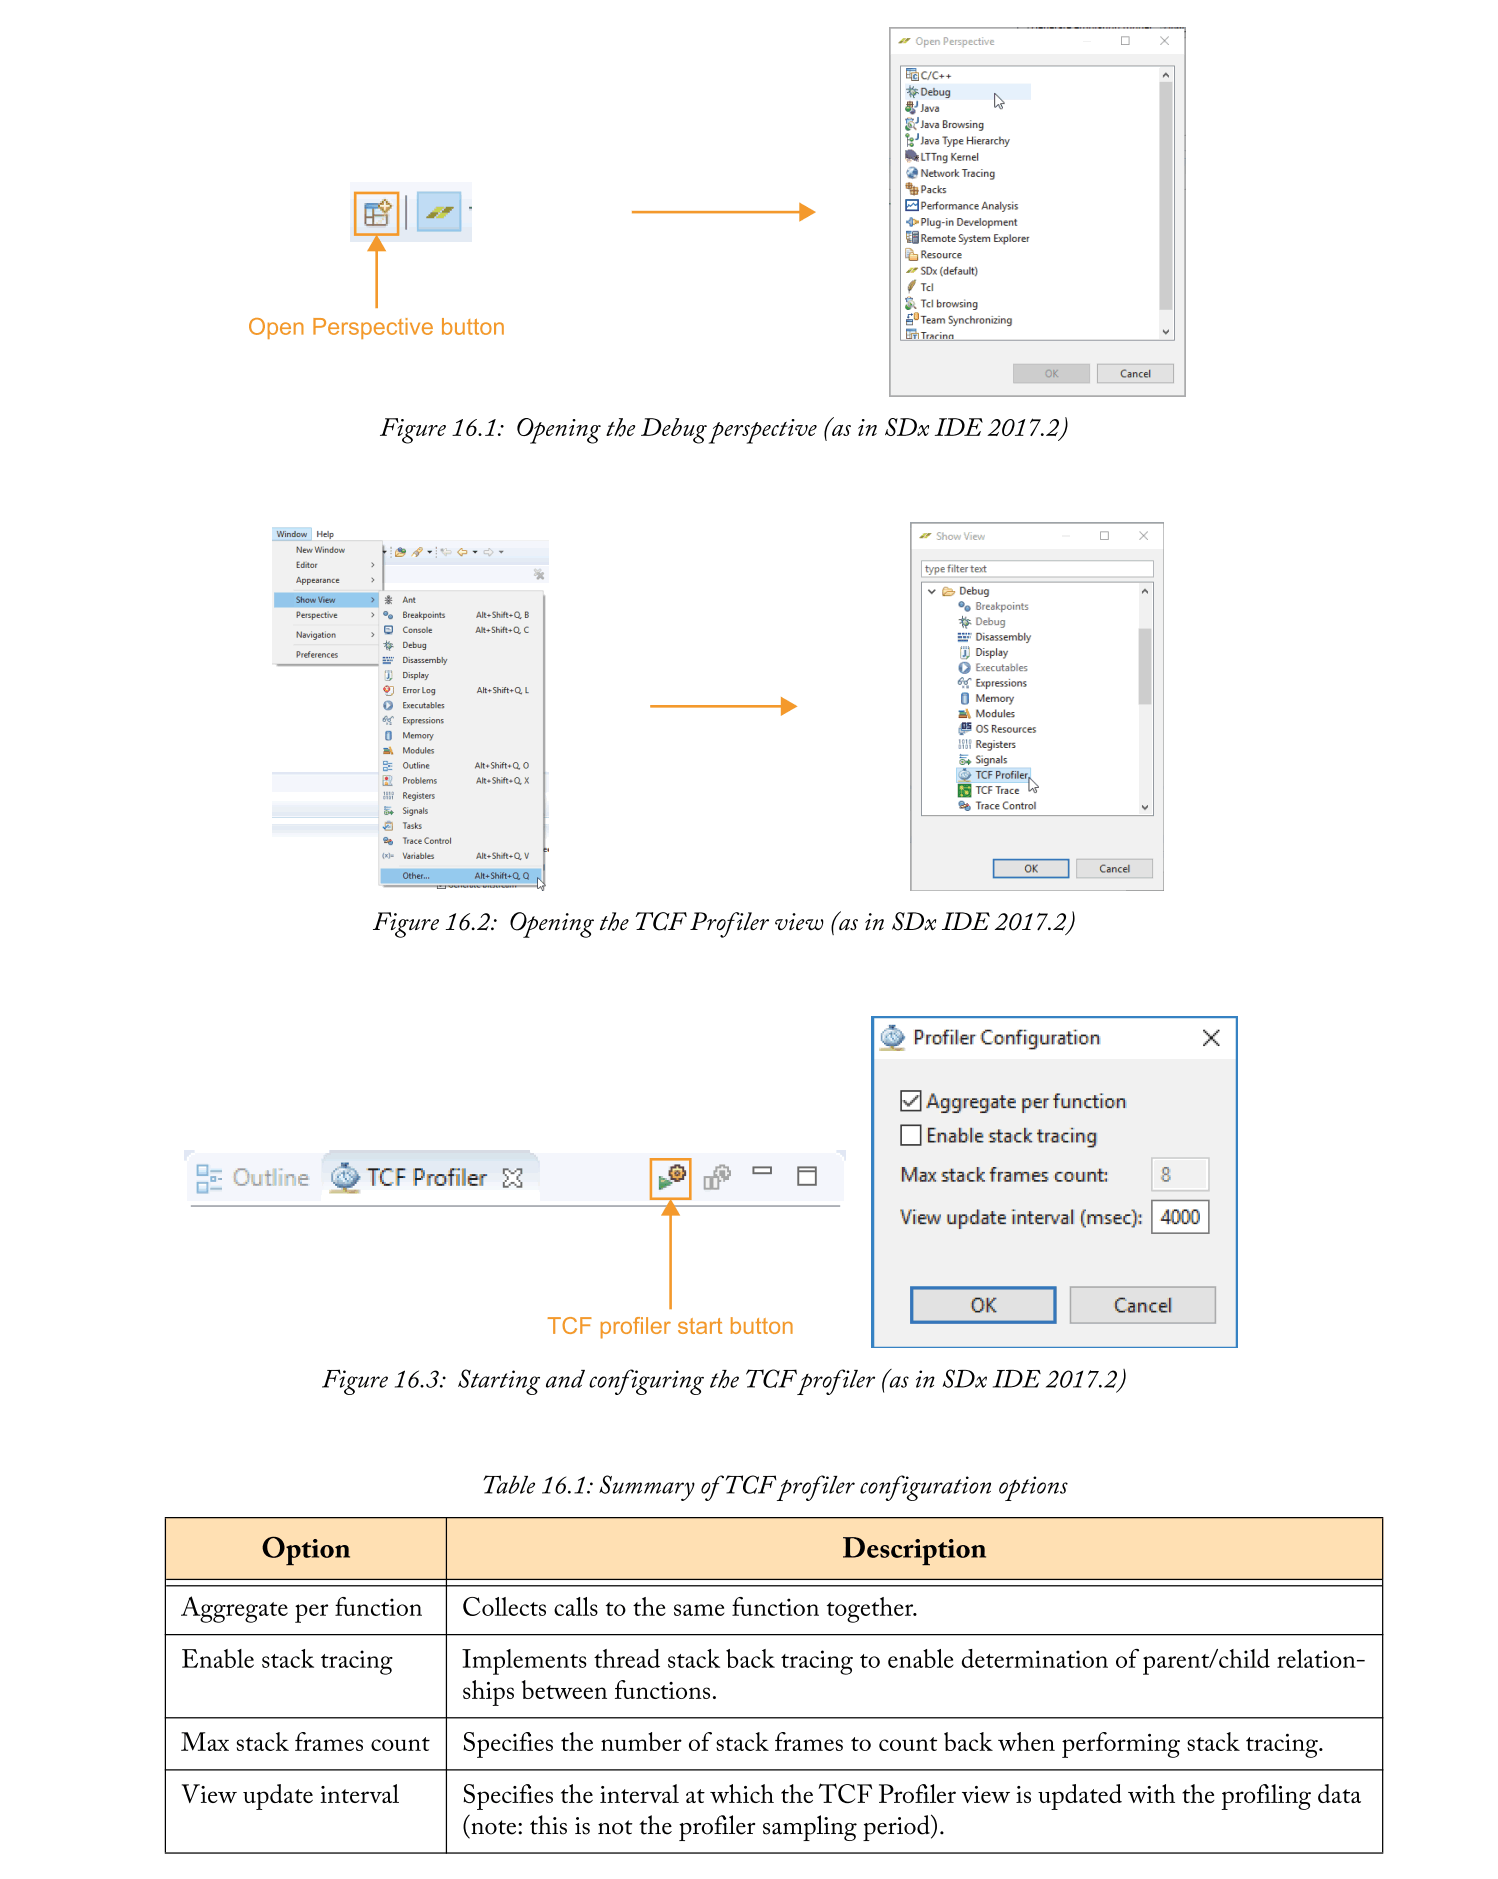 Open Perspective
C/C++
Debug
Java
Java Browsing
Java Type Hierarchy
LTTng Kernel
Network Tracing
Packs
Performance Analysis
Plug-in Development
Remote System Explorer
Resource
SDx (default)
Tcl
Tcl browsing
Team Synchronizing
Tracing
OK Cancel
Open Perspective button
Figure 16.1: Opening the Debug perspective (as in SDx IDE 2017.2)
Window Help
New Window
Editor
Appearance
Show View
Perspective
Navigation
Preferences
Ant
Breakpoints Alt+Shift+Q, B
Console Alt+Shift+Q, C
Debug
Disassembly
Display
Error Log Alt+Shift+Q, L
Executables
Expressions
Memory
Modules
Outline Alt+Shift+Q, O
Problems Alt+Shift+Q, X
Registers
Signals
Tasks
Trace Control
Variables Alt+Shift+Q, V
Other... Alt+Shift+Q, Q
Show View
type filter text
Debug
Breakpoints
Debug
Disassembly
Display
Executables
Expressions
Memory
Modules
OS Resources
Registers
Signals
TCF Profiler
TCF Trace
Trace Control
OK Cancel
Figure 16.2: Opening the TCF Profiler view (as in SDx IDE 2017.2)
Outline TCF Profiler
TCF profiler start button
Profiler Configuration
Aggregate per function
Enable stack tracing
Max stack frames count: 8
View update interval (msec): 4000
OK Cancel
Figure 16.3: Starting and configuring the TCF profiler (as in SDx IDE 2017.2)
Table 16.1: Summary of TCF profiler configuration options
Option Description
Aggregate per function Collects calls to the same function together.
Enable stack tracing Implements thread stack back tracing to enable determination of parent/child relation-
ships between functions.
Max stack frames count Specifies the number of stack frames to count back when performing stack tracing.
View update interval Specifies the interval at which the TCF Profiler view is updated with the profiling data
(note: this is not the profiler sampling period).